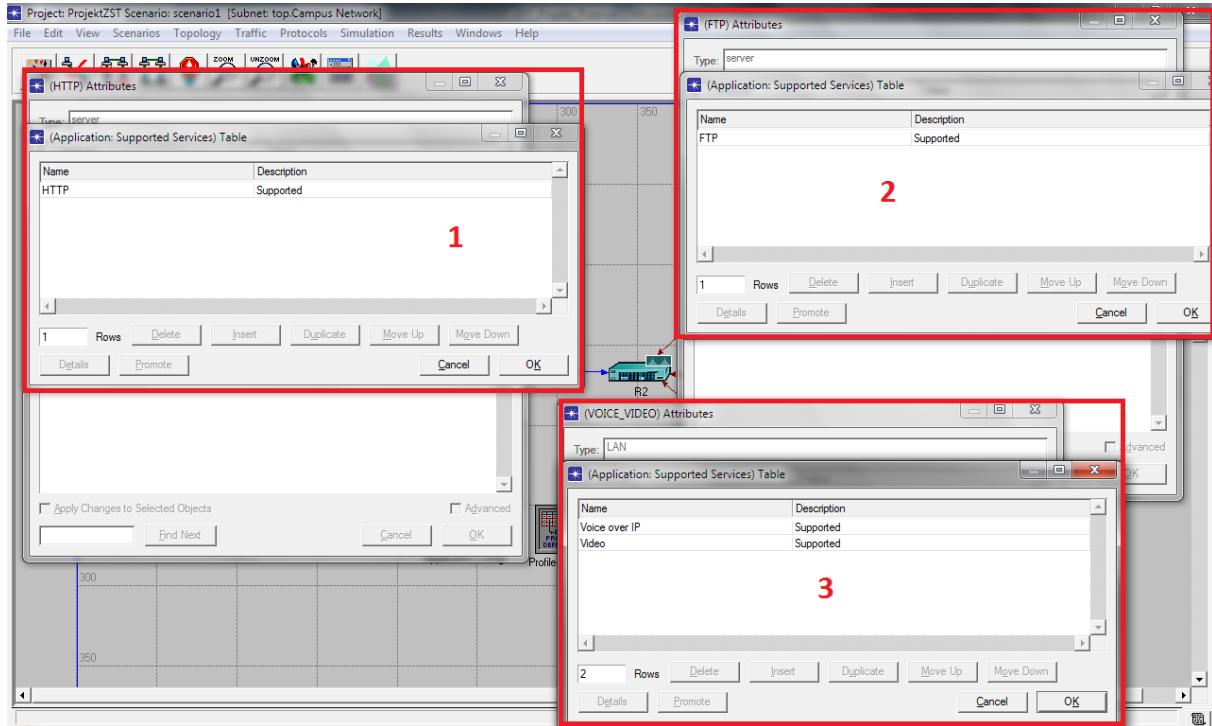 Project: ProjektZST Scenario: scenario1 [Subnet: top.Campus Network]
File Edit View Scenarios Topology Traffic Protocols Simulation Results Windows Help
ZOOM UNZOOM
300 350
(HTTP) Attributes
Type: server
(Application: Supported Services) Table
Name Description
HTTP Supported
1
1 Rows Delete Insert Duplicate Move Up Move Down
Details Promote Cancel OK
Apply Changes to Selected Objects Advanced
Find Next Cancel OK
(FTP) Attributes
Type: server
(Application: Supported Services) Table
Name Description
FTP Supported
2
1 Rows Delete Insert Duplicate Move Up Move Down
Details Promote Cancel OK
Advanced
OK
R2
Profile
(VOICE_VIDEO) Attributes
Type: LAN
(Application: Supported Services) Table
Name Description
Voice over IP Supported
Video Supported
3
2 Rows Delete Insert Duplicate Move Up Move Down
Details Promote Cancel OK
300
350